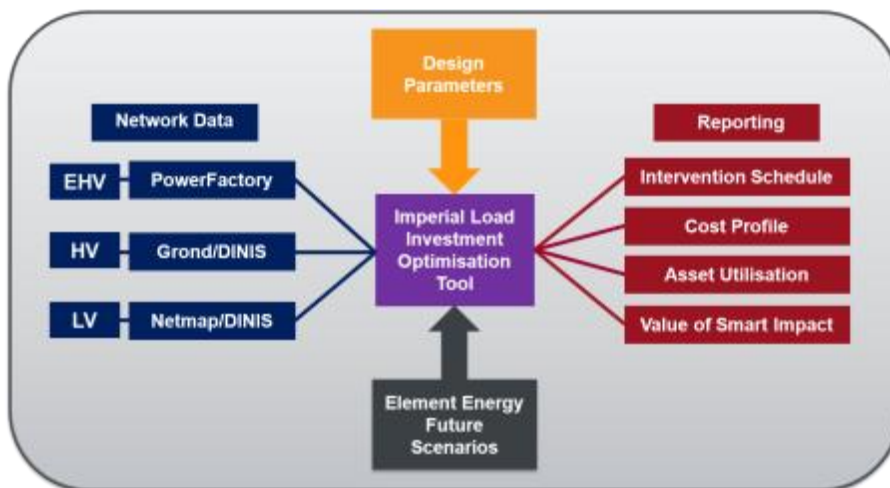 Design
Parameters
Network Data
EHV
PowerFactory
HV
Grond/DINIS
LV
Netmap/DINIS
Imperial Load
Investment
Optimisation
Tool
Element Energy
Future
Scenarios
Reporting
Intervention Schedule
Cost Profile
Asset Utilisation
Value of Smart Impact